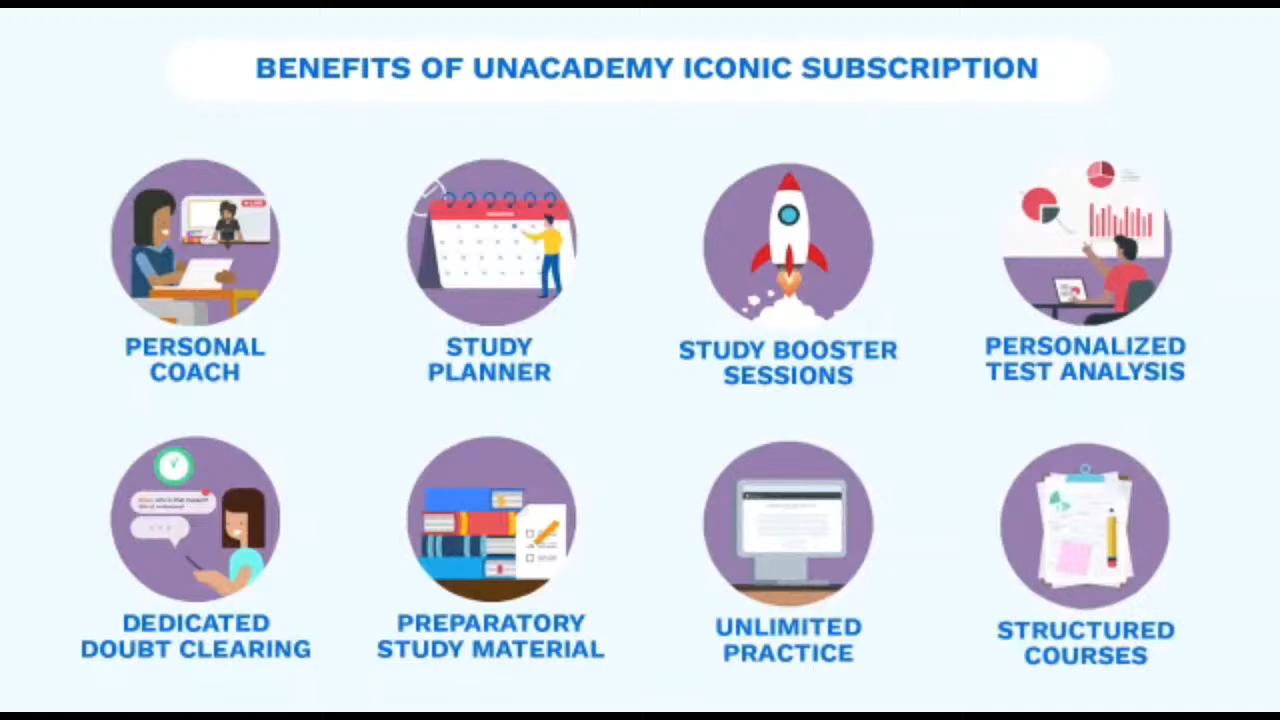 BENEFITS OF UNACADEMY ICONIC SUBSCRIPTION
LIVE
PERSONAL
COACH
STUDY
PLANNER
STUDY BOOSTER
SESSIONS
PERSONALIZED
TEST ANALYSIS
DEDICATED
DOUBT CLEARING
PREPARATORY
STUDY MATERIAL
UNLIMITED
PRACTICE
STRUCTURED
COURSES